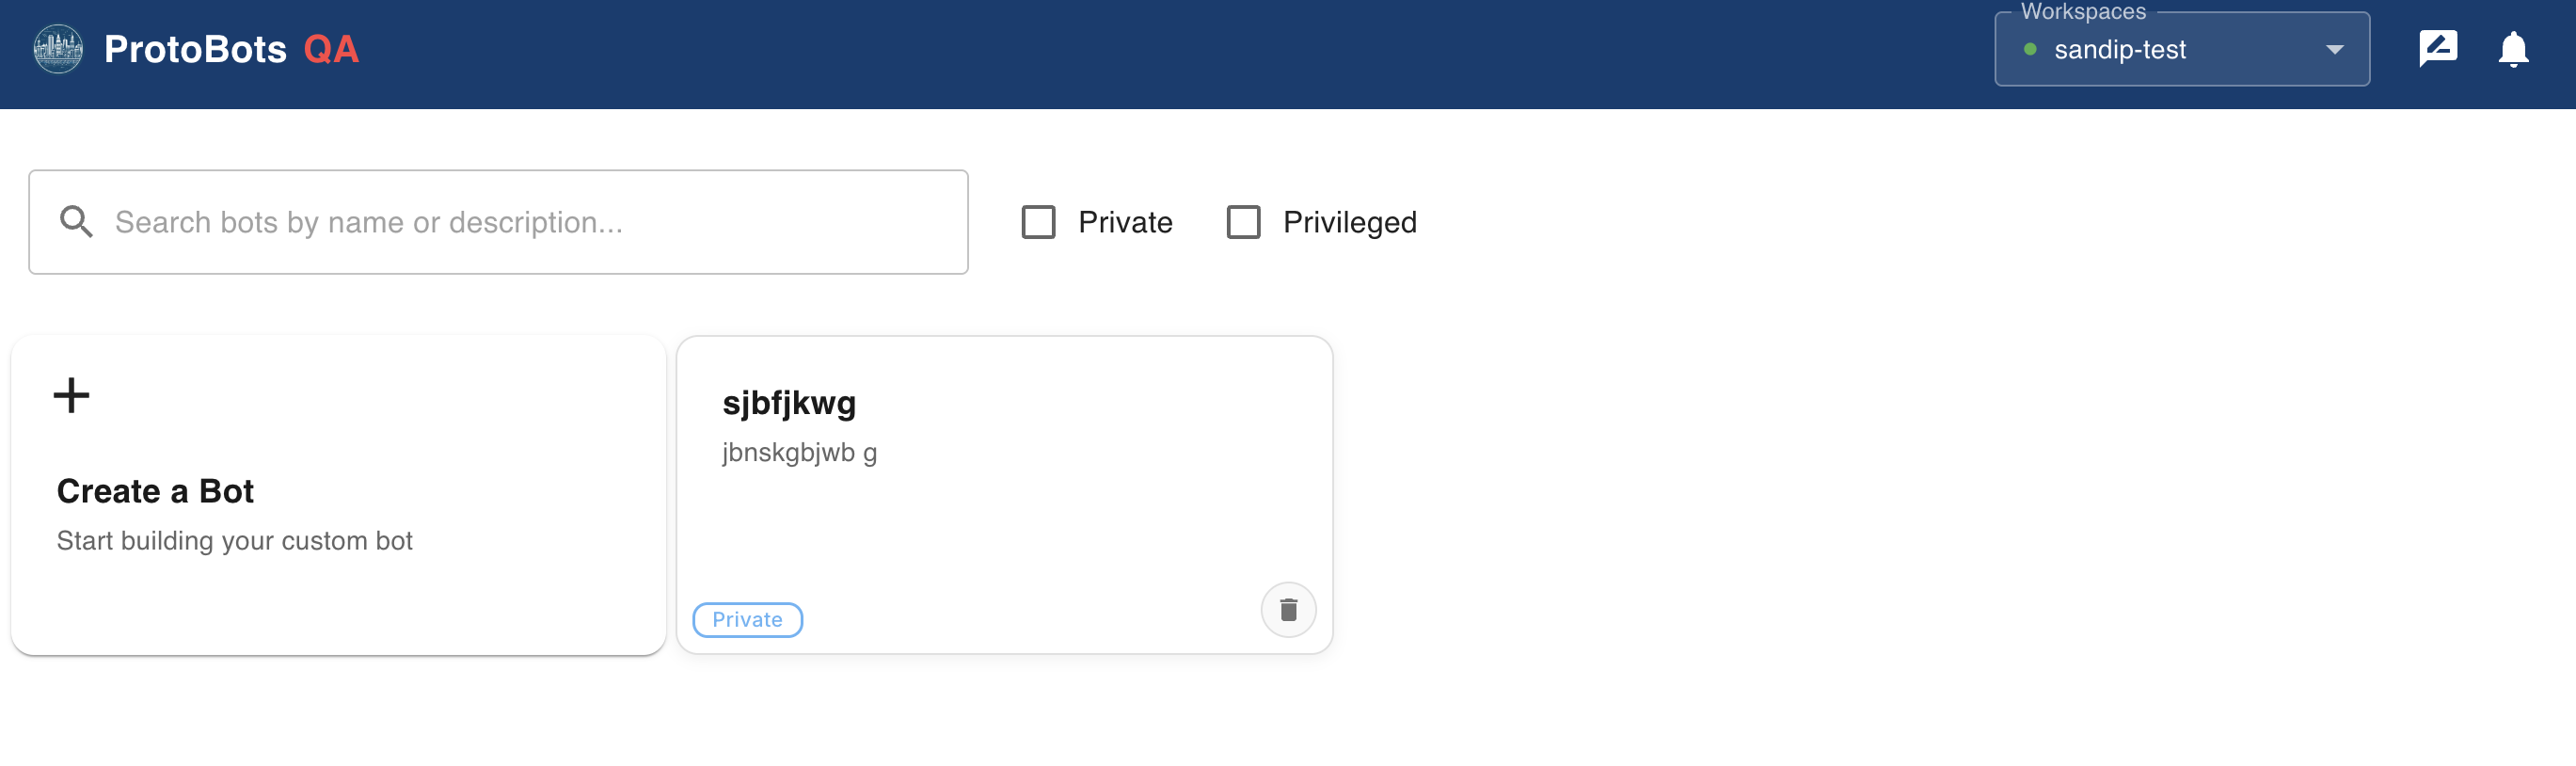 ProtoBots QA
Workspaces
sandip-test
Search bots by name or description...
Private
Privileged
Create a Bot
Start building your custom bot
sjbfjkwg
jbnskgbjwb g
Private